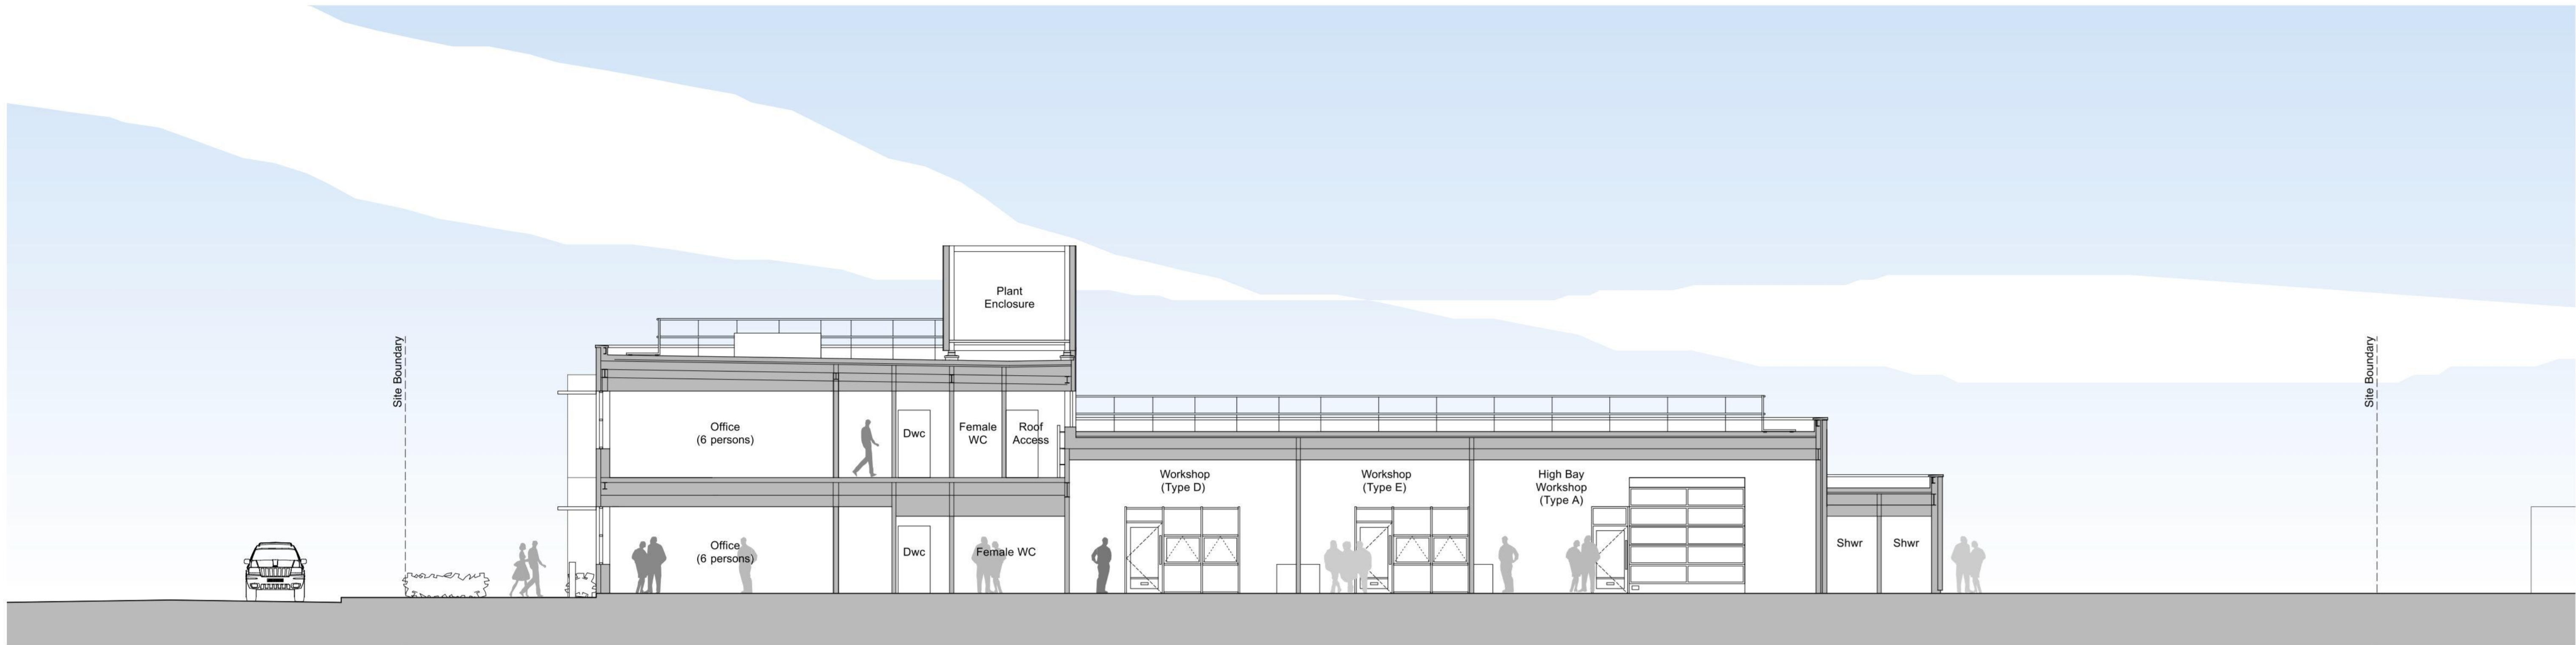 Plant
Enclosure
Site Boundary
Site Boundary
Office
(6 persons)
Dwc
Female
WC
Roof
Access
Workshop
(Type D)
Workshop
(Type E)
High Bay
Workshop
(Type A)
Office
(6 persons)
Dwc
Female WC
Shwr
Shwr